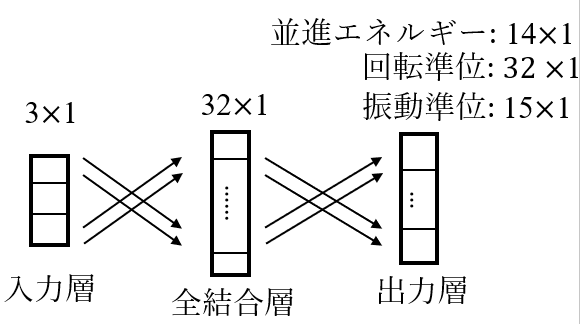 並進エネルギー: 14×1
回転準位: 32 ×1
振動準位: 15×1
3×1
32×1
入力層
全結合層
出力層